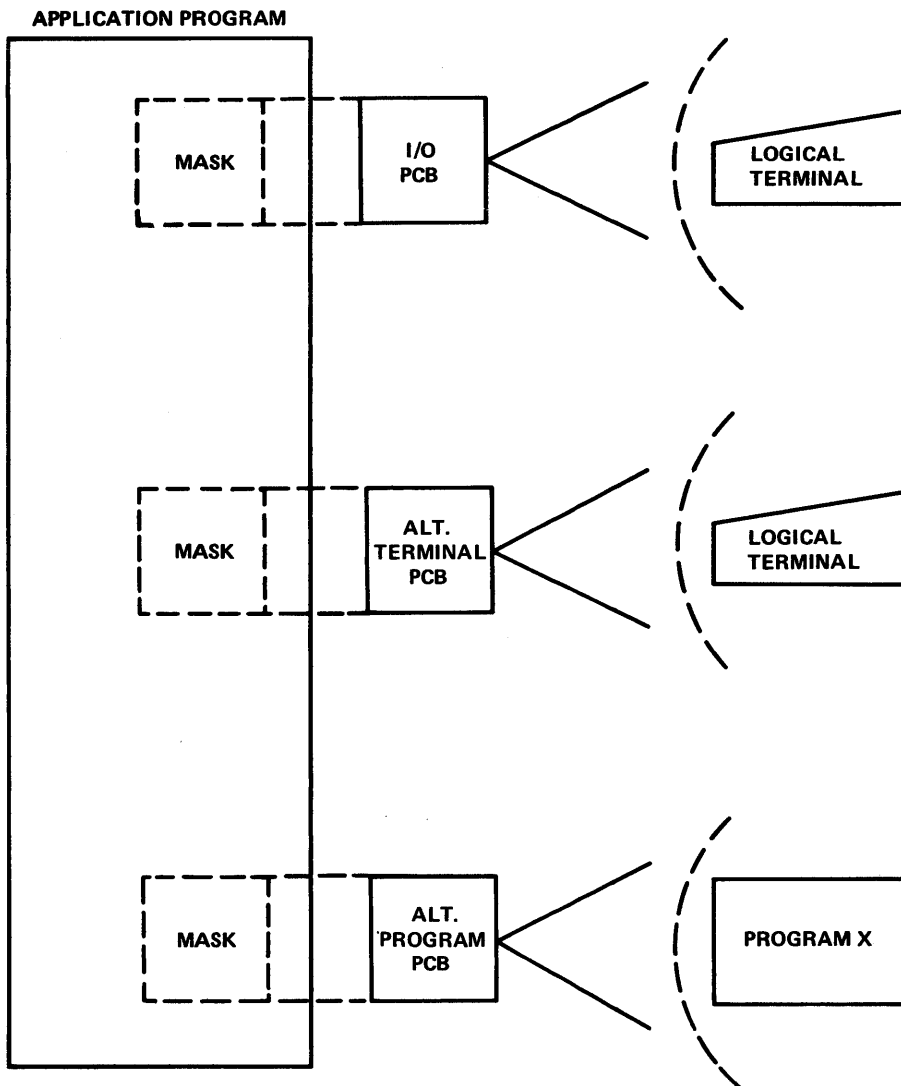 APPLICATION PROGRAM
MASK
I/O
PCB
LOGICAL
TERMINAL
MASK
ALT.
TERMINAL
PCB
LOGICAL
TERMINAL
MASK
ALT.
PROGRAM
PCB
PROGRAM X